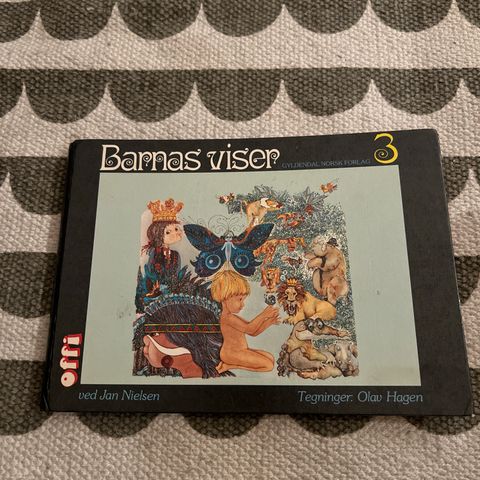 Barnas viser 3
GYLDENDAL NORSK FORLAG
offi
ved Jan Nielsen
Tegninger: Olav Hagen